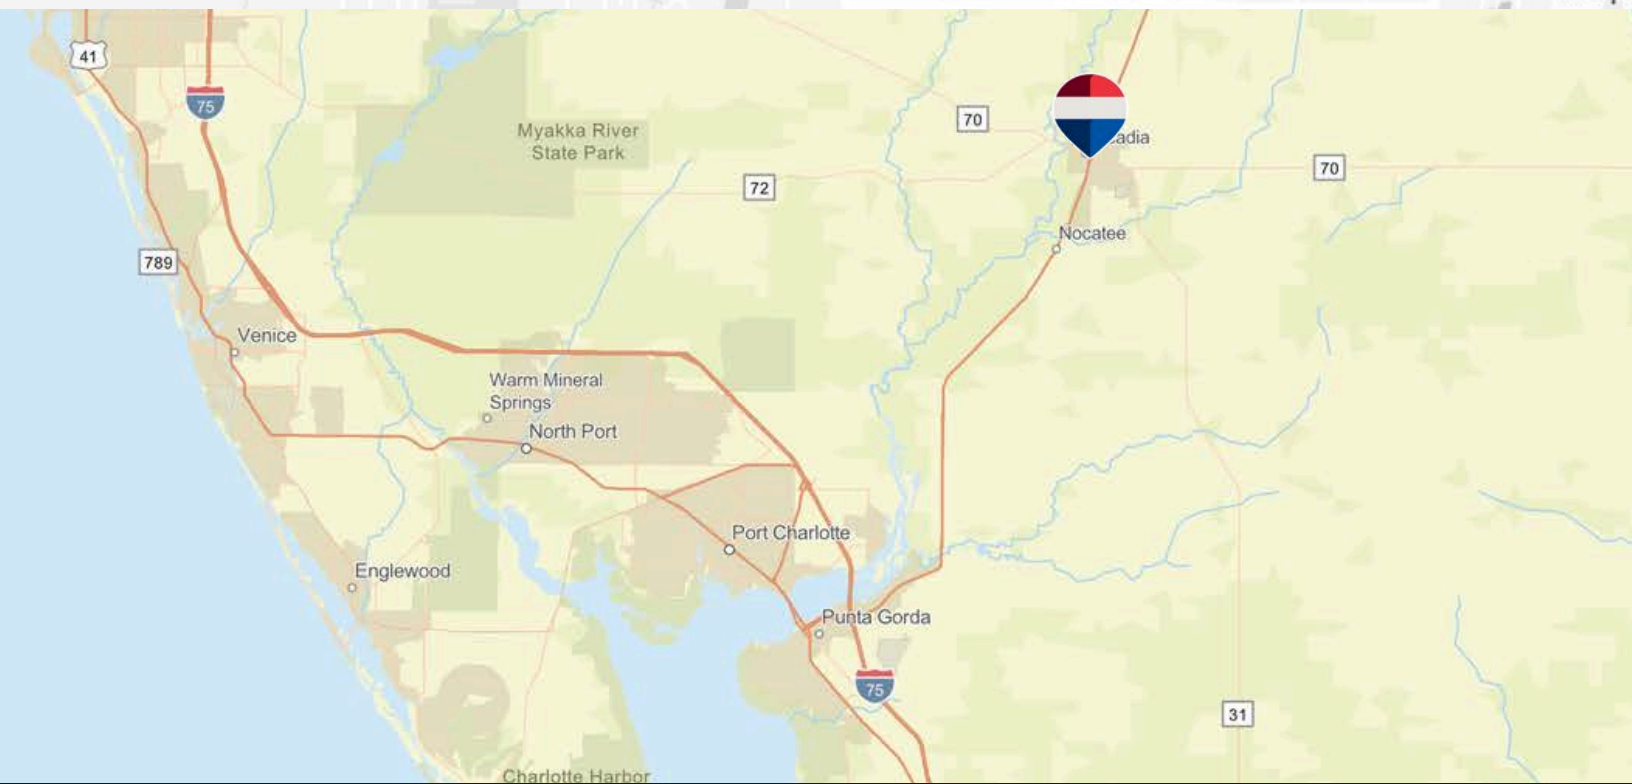 41
75
Myakka River
State Park
70
adia
70
72
Nocatee
789
Venice
Warm Mineral
Springs
North Port
Port Charlotte
Englewood
Punta Gorda
75
31
Charlotte Harbor